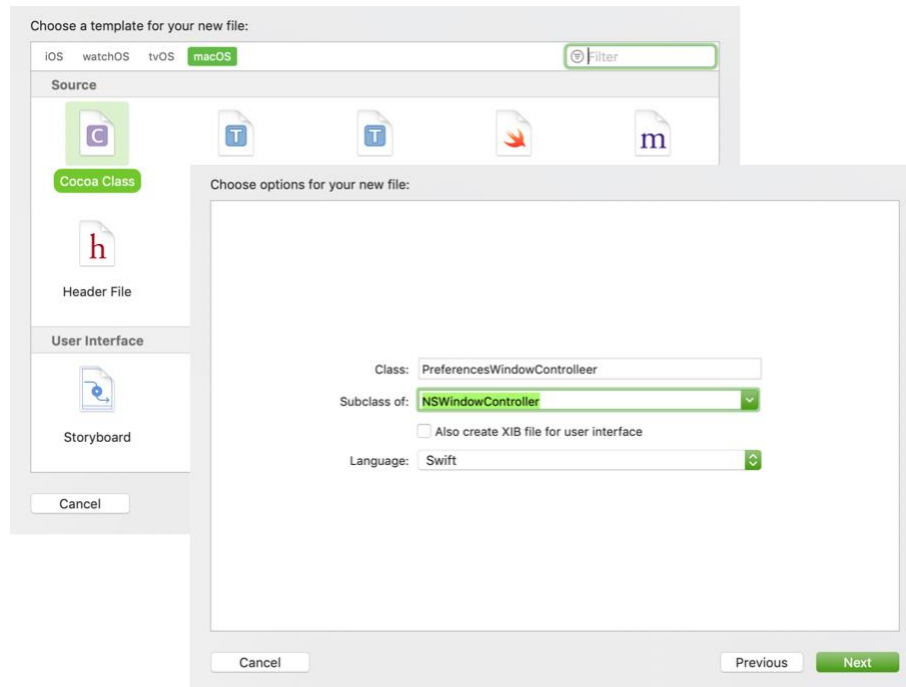 Choose a template for your new file:
iOS watchOS tvOS macOS Filter
Source
C T T m
Cocoa Class
h
Header File
User Interface
Storyboard
Cancel
Choose options for your new file:
Class: PreferencesWindowControlleer
Subclass of: NSWindowController
Also create XIB file for user interface
Language: Swift
Cancel Previous Next